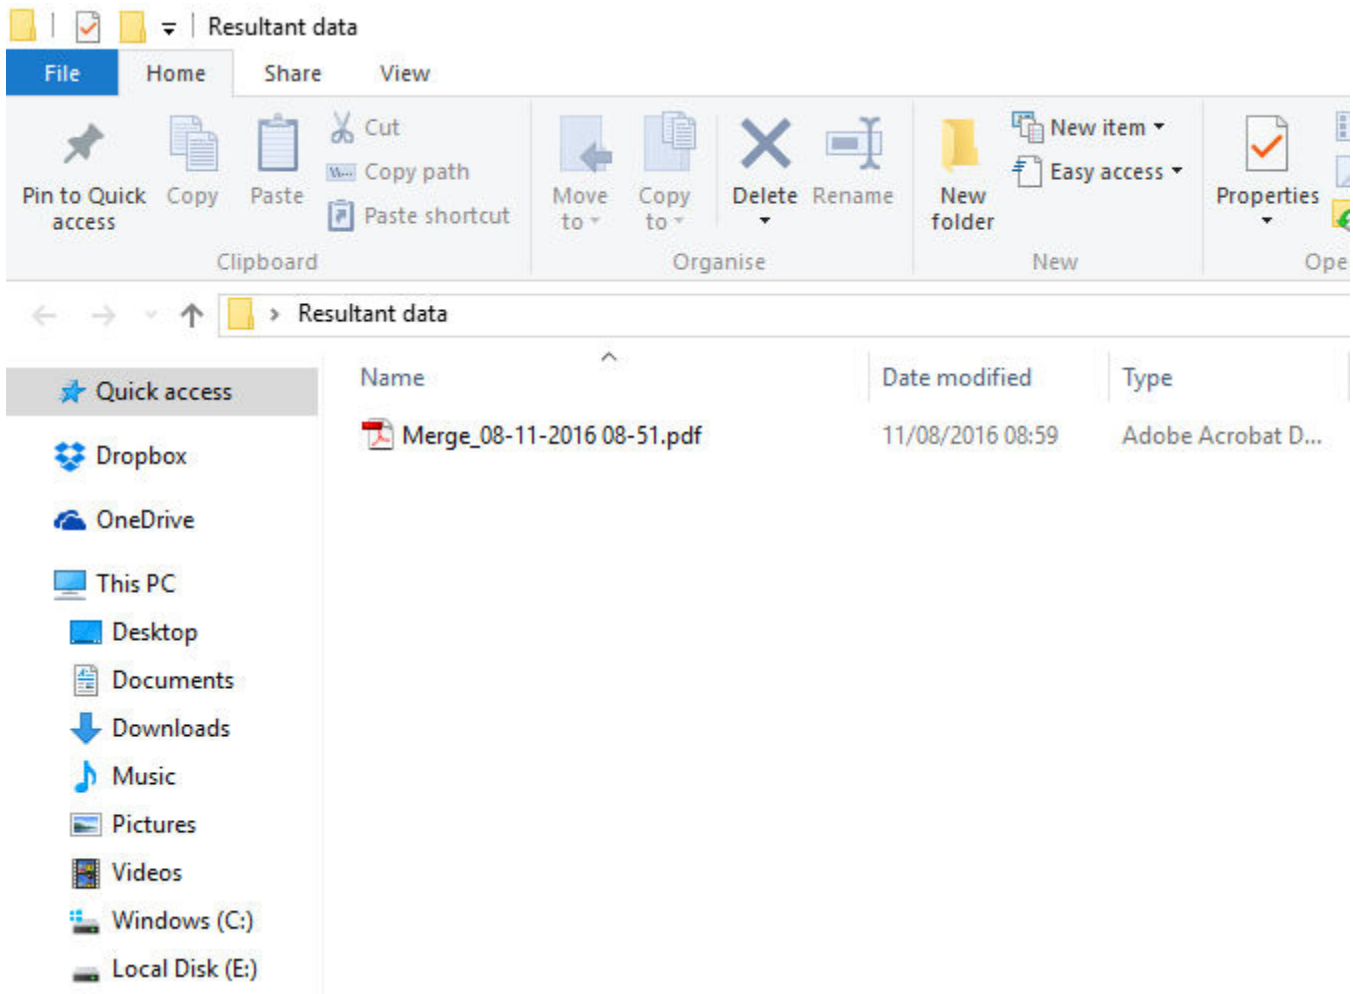 Resultant data
File Home Share View
Pin to Quick access
Copy
Paste
Cut
Copy path
Paste shortcut
Clipboard
Move to
Copy to
Delete
Rename
Organise
New folder
New item
Easy access
New
Properties
Ope
Resultant data
Quick access
Dropbox
OneDrive
This PC
Desktop
Documents
Downloads
Music
Pictures
Videos
Windows (C:)
Local Disk (E:)
Name Date modified Type
Merge_08-11-2016 08-51.pdf 11/08/2016 08:59 Adobe Acrobat D...